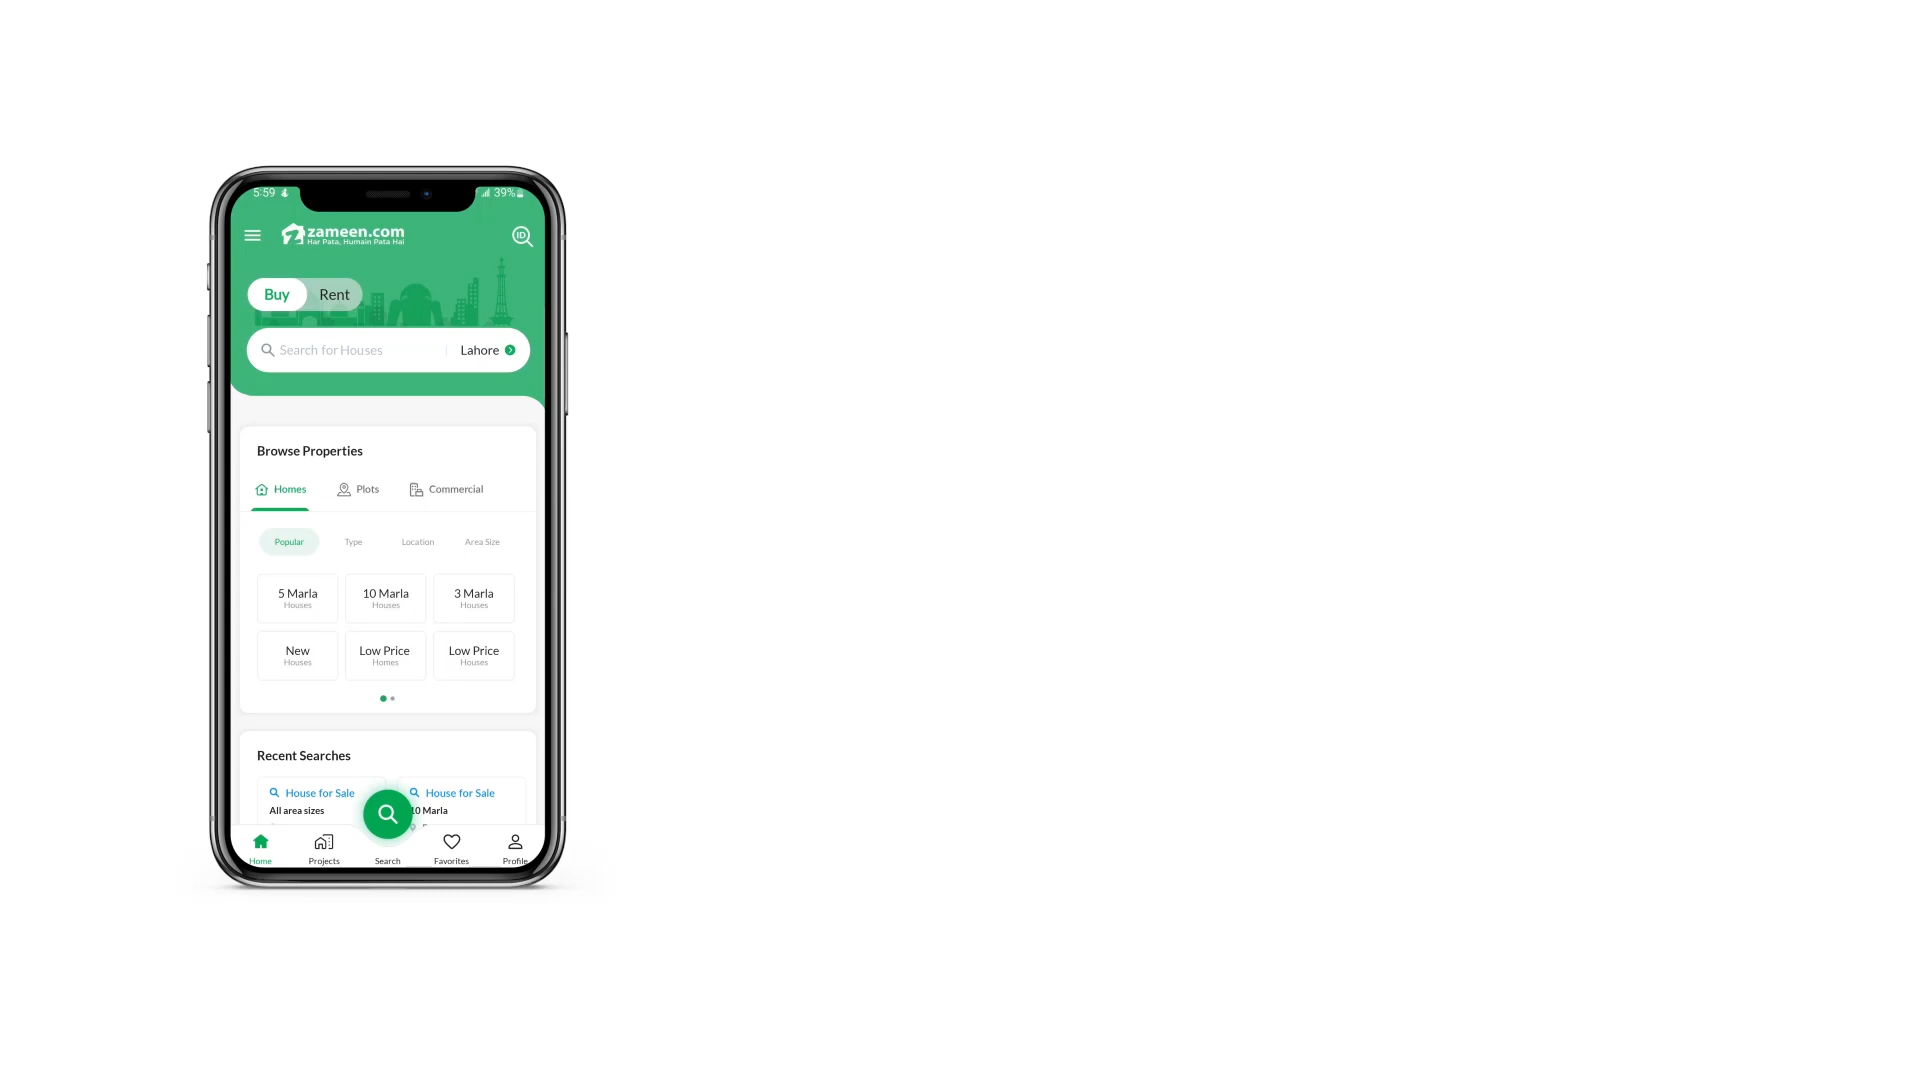 5:59 39%
zameen.com
Har Pata, Humain Pata Hai
ID
Buy Rent
Search for Houses Lahore
Browse Properties
Homes Plots Commercial
Popular Type Location Area Size
5 Marla 10 Marla 3 Marla
Houses Houses Houses
New Low Price Low Price
Houses Homes Houses
Recent Searches
House for Sale House for Sale
All area sizes 10 Marla
Home Projects Search Favorites Profile